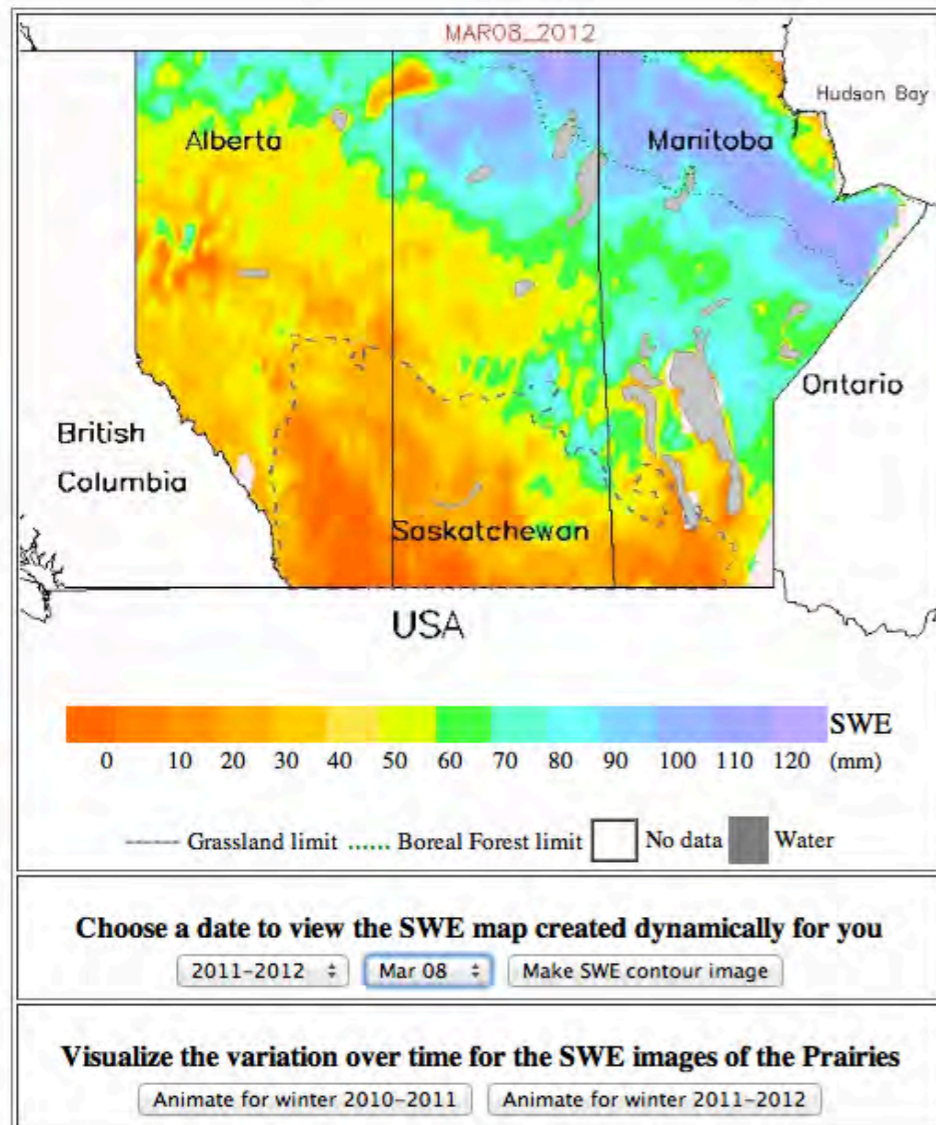 MAR08_2012
Hudson Bay
Alberta
Manitoba
Ontario
British
Columbia
Saskatchewan
USA
SWE
0 10 20 30 40 50 60 70 80 90 100 110 120 (mm)
Grassland limit Boreal Forest limit No data Water
Choose a date to view the SWE map created dynamically for you
2011-2012 Mar 08 Make SWE contour image
Visualize the variation over time for the SWE images of the Prairies
Animate for winter 2010-2011 Animate for winter 2011-2012